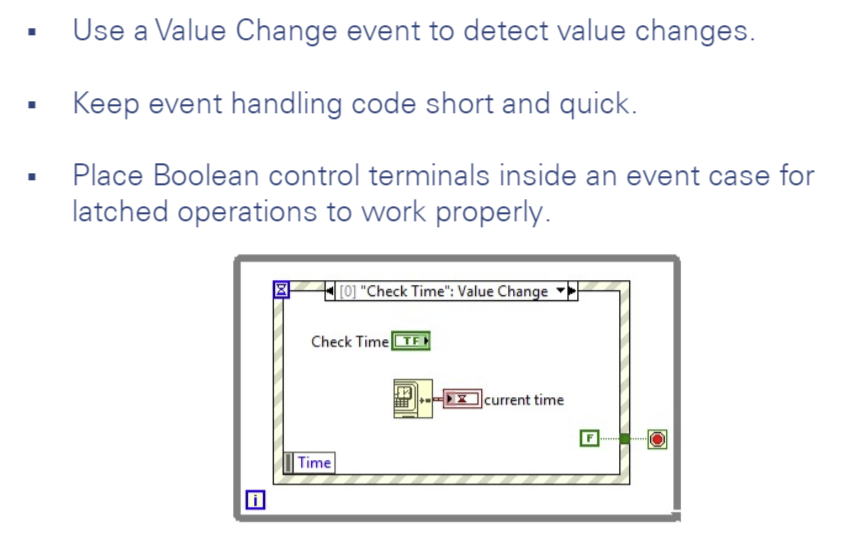 ▪ Use a Value Change event to detect value changes.
▪ Keep event handling code short and quick.
▪ Place Boolean control terminals inside an event case for
latched operations to work properly.
[0] "Check Time": Value Change
Check Time TF
current time
F
Time
i